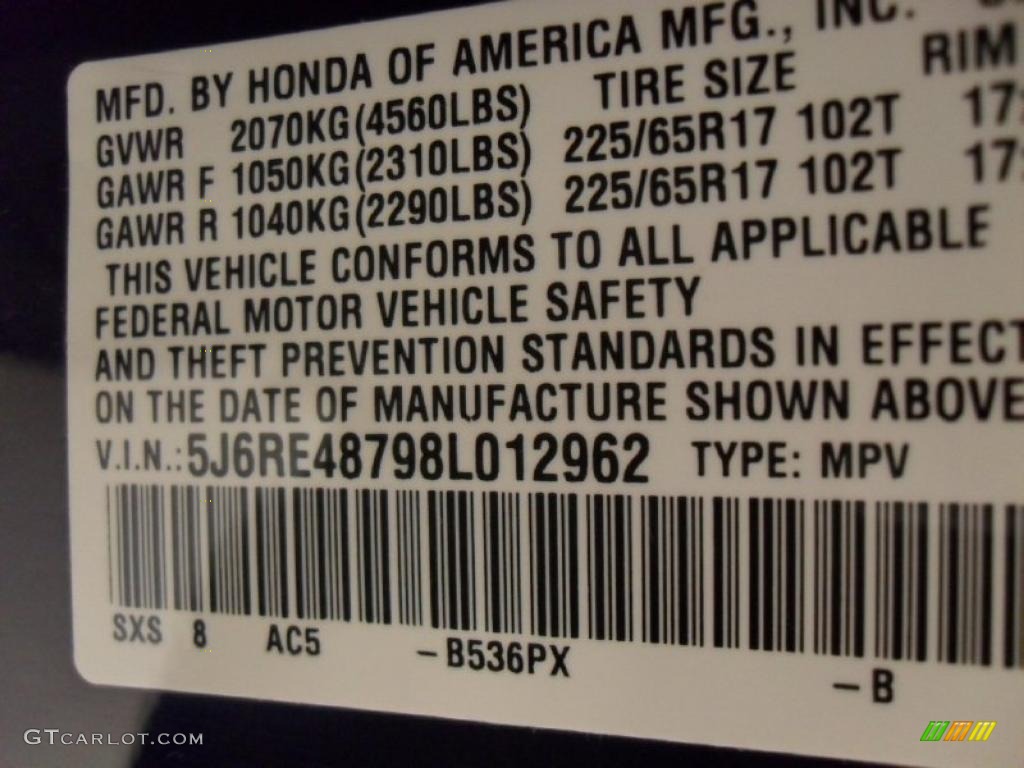 MFD. BY HONDA OF AMERICA MFG., INC.
TIRE SIZE RIM
GVWR 2070KG(4560LBS)
GAWR F 1050KG(2310LBS) 225/65R17 102T
GAWR R 1040KG(2290LBS) 225/65R17 102T
THIS VEHICLE CONFORMS TO ALL APPLICABLE
FEDERAL MOTOR VEHICLE SAFETY
AND THEFT PREVENTION STANDARDS IN EFFECT
ON THE DATE OF MANUFACTURE SHOWN ABOVE
V.I.N.: 5J6RE48798L012962 TYPE: MPV
SXS 8 AC5 -B536PX -B
GTCARLOT.COM